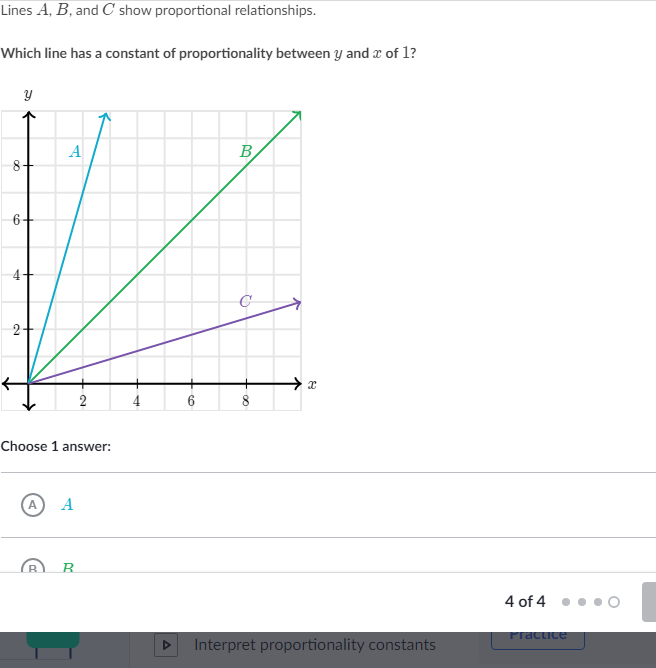 Lines A, B, and C show proportional relationships.
Which line has a constant of proportionality between y and x of 1?
y
A
B
8
6
4
C
2
x
2 4 6 8
Choose 1 answer:
A A
B B
4 of 4
Interpret proportionality constants
Practice